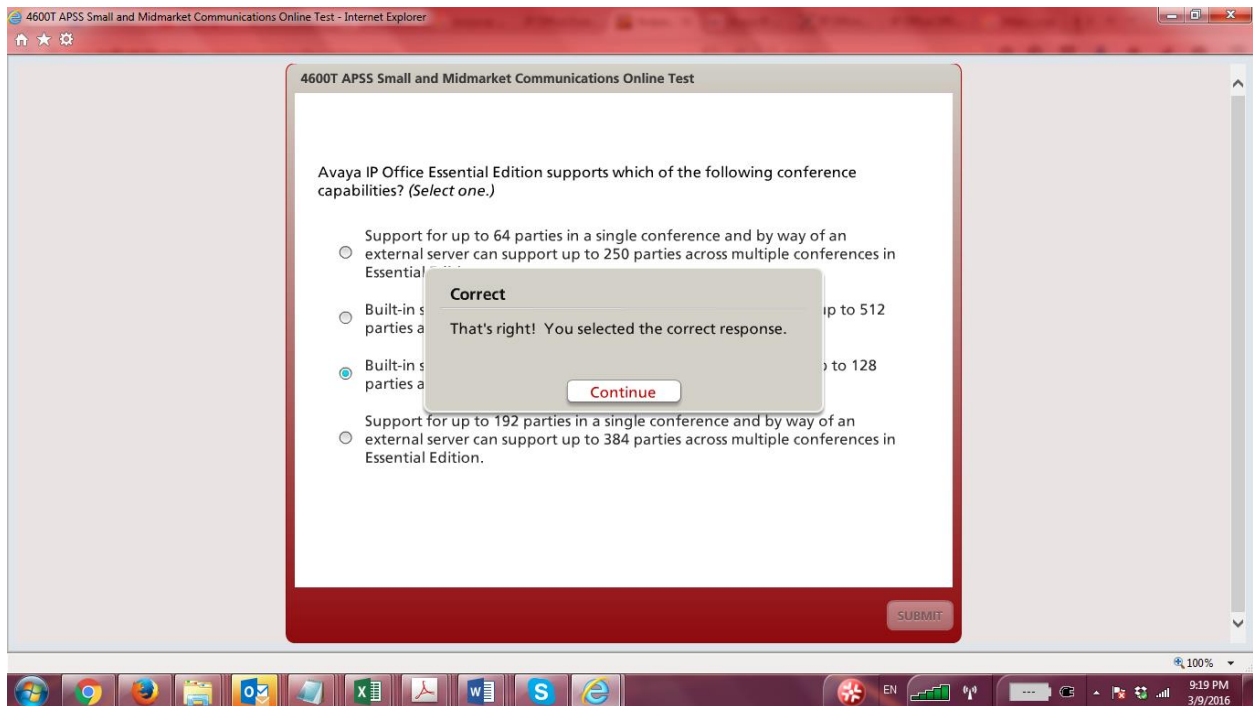 4600T APSS Small and Midmarket Communications Online Test - Internet Explorer
4600T APSS Small and Midmarket Communications Online Test
Avaya IP Office Essential Edition supports which of the following conference
capabilities? (Select one.)
Support for up to 64 parties in a single conference and by way of an
external server can support up to 250 parties across multiple conferences in
Essential
Built-in
up to 512
parties
Correct
That's right! You selected the correct response.
Continue
Built-in
to 128
parties
Support for up to 192 parties in a single conference and by way of an
external server can support up to 384 parties across multiple conferences in
Essential Edition.
SUBMIT
100%
EN
9:19 PM
3/9/2016